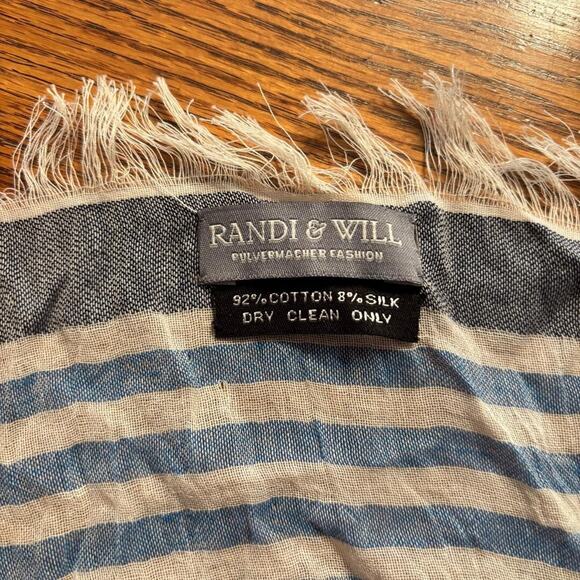 RANDI & WILL
PULVERMACHER FASHION
92% COTTON 8% SILK
DRY CLEAN ONLY